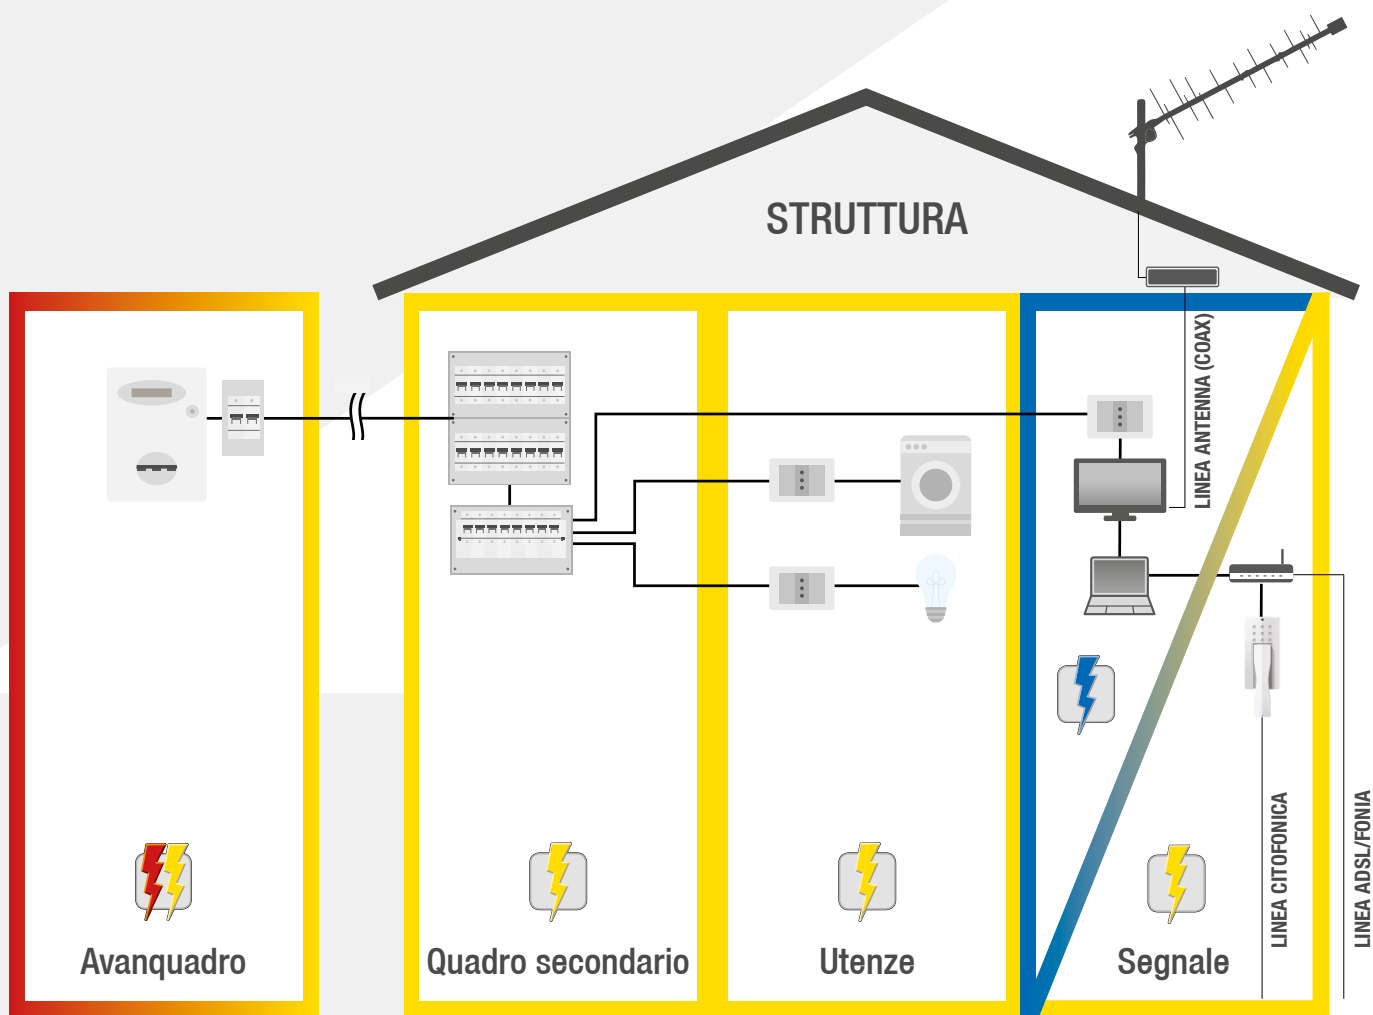 STRUTTURA
LINEA ANTENNA (COAX)
LINEA CITOFONICA
LINEA ADSL/FONIA
Avanquadro
Quadro secondario
Utenze
Segnale